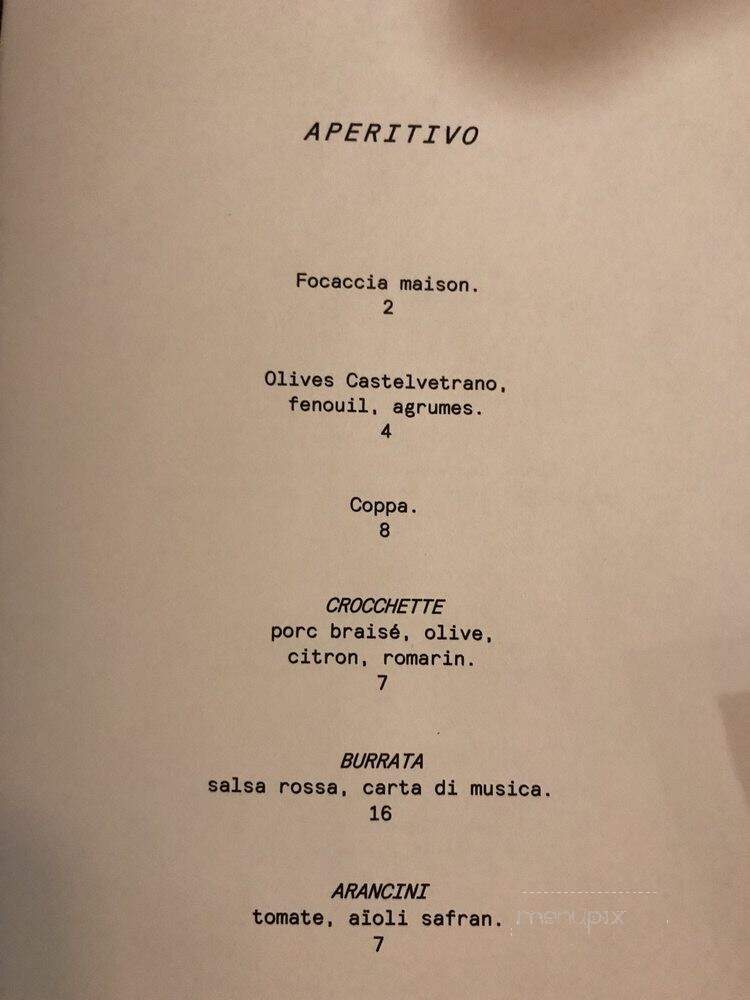 APERITIVO
Focaccia maison.
2
Olives Castelvetrano,
fenouil, agrumes.
4
Coppa.
8
CROCCHETTE
porc braisé, olive,
citron, romarin.
7
BURRATA
salsa rossa, carta di musica.
16
ARANCINI
tomate, aïoli safran.
7
menupix